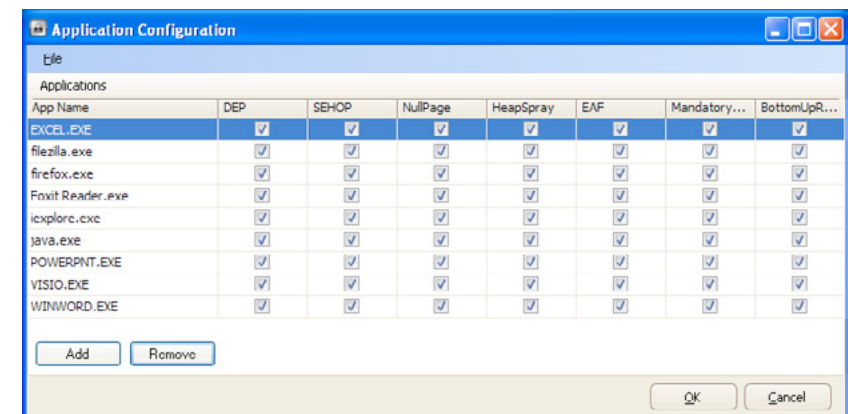 Application Configuration
File
Applications
App Name DEP SEHOP NullPage HeapSpray EAF Mandatory... BottomUpR...
EXCEL.EXE
filezilla.exe
firefox.exe
Foxit Reader.exe
iexplore.exe
java.exe
POWERPNT.EXE
VISIO.EXE
WINWORD.EXE
Add Remove
OK Cancel